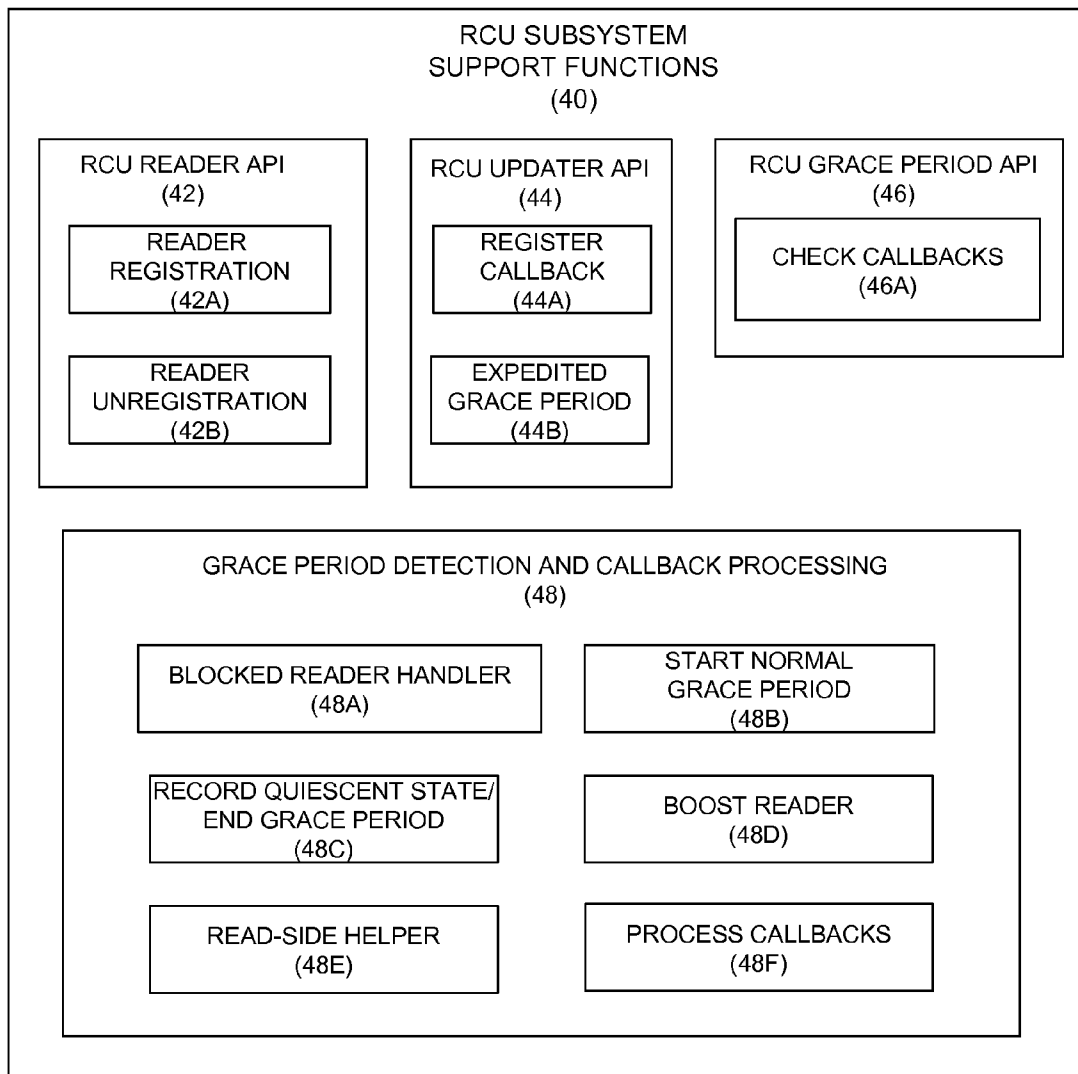 RCU SUBSYSTEM
SUPPORT FUNCTIONS
(40)
RCU READER API
(42)
READER
REGISTRATION
(42A)
READER
UNREGISTRATION
(42B)
RCU UPDATER API
(44)
REGISTER
CALLBACK
(44A)
EXPEDITED
GRACE PERIOD
(44B)
RCU GRACE PERIOD API
(46)
CHECK CALLBACKS
(46A)
GRACE PERIOD DETECTION AND CALLBACK PROCESSING
(48)
BLOCKED READER HANDLER
(48A)
START NORMAL
GRACE PERIOD
(48B)
RECORD QUIESCENT STATE/
END GRACE PERIOD
(48C)
BOOST READER
(48D)
READ-SIDE HELPER
(48E)
PROCESS CALLBACKS
(48F)